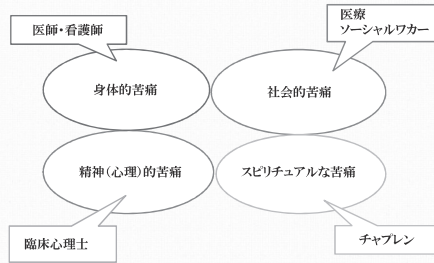 医師・看護師
医療
ソーシャルワカー
身体的苦痛
社会的苦痛
精神（心理）的苦痛
スピリチュアルな苦痛
臨床心理士
チャプレン